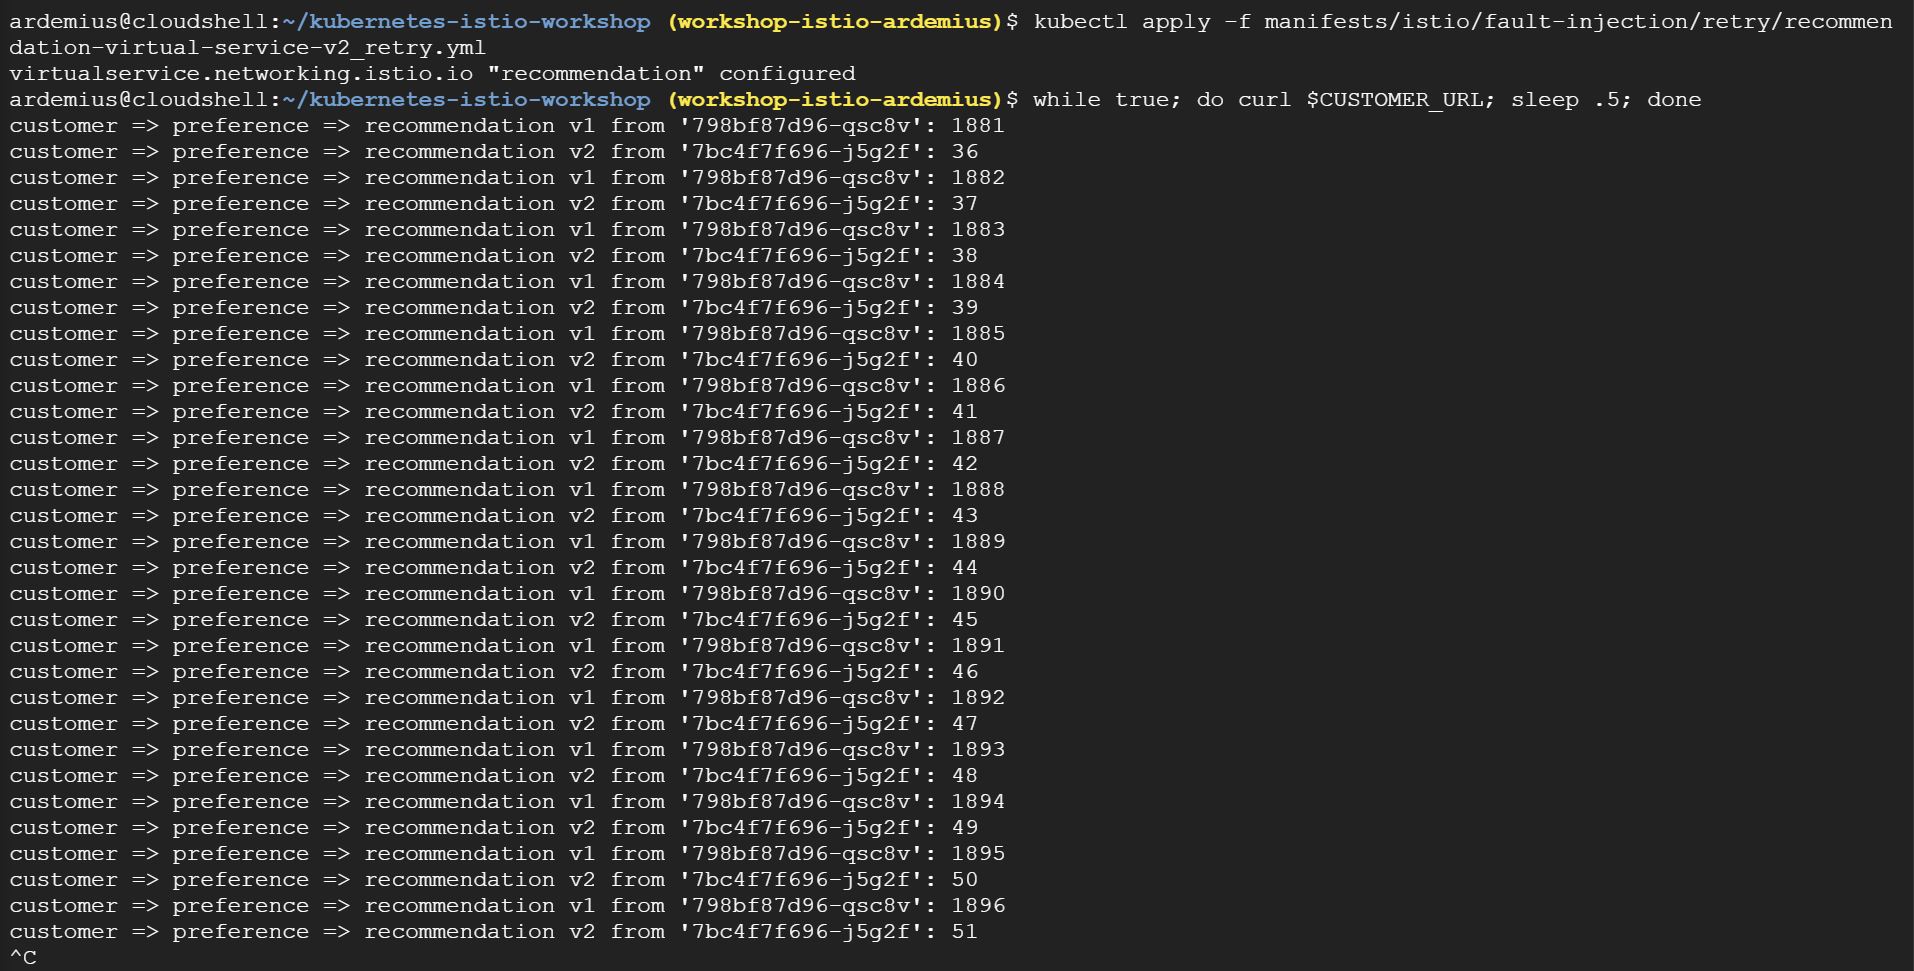 ardemius@cloudshell:~/kubernetes-istio-workshop (workshop-istio-ardemius)$ kubectl apply -f manifests/istio/fault-injection/retry/recommen
dation-virtual-service-v2_retry.yml
virtualservice.networking.istio.io "recommendation" configured
ardemius@cloudshell:~/kubernetes-istio-workshop (workshop-istio-ardemius)$ while true; do curl $CUSTOMER_URL; sleep .5; done
customer => preference => recommendation v1 from '798bf87d96-qsc8v': 1881
customer => preference => recommendation v2 from '7bc4f7f696-j5g2f': 36
customer => preference => recommendation v1 from '798bf87d96-qsc8v': 1882
customer => preference => recommendation v2 from '7bc4f7f696-j5g2f': 37
customer => preference => recommendation v1 from '798bf87d96-qsc8v': 1883
customer => preference => recommendation v2 from '7bc4f7f696-j5g2f': 38
customer => preference => recommendation v1 from '798bf87d96-qsc8v': 1884
customer => preference => recommendation v2 from '7bc4f7f696-j5g2f': 39
customer => preference => recommendation v1 from '798bf87d96-qsc8v': 1885
customer => preference => recommendation v2 from '7bc4f7f696-j5g2f': 40
customer => preference => recommendation v1 from '798bf87d96-qsc8v': 1886
customer => preference => recommendation v2 from '7bc4f7f696-j5g2f': 41
customer => preference => recommendation v1 from '798bf87d96-qsc8v': 1887
customer => preference => recommendation v2 from '7bc4f7f696-j5g2f': 42
customer => preference => recommendation v1 from '798bf87d96-qsc8v': 1888
customer => preference => recommendation v2 from '7bc4f7f696-j5g2f': 43
customer => preference => recommendation v1 from '798bf87d96-qsc8v': 1889
customer => preference => recommendation v2 from '7bc4f7f696-j5g2f': 44
customer => preference => recommendation v1 from '798bf87d96-qsc8v': 1890
customer => preference => recommendation v2 from '7bc4f7f696-j5g2f': 45
customer => preference => recommendation v1 from '798bf87d96-qsc8v': 1891
customer => preference => recommendation v2 from '7bc4f7f696-j5g2f': 46
customer => preference => recommendation v1 from '798bf87d96-qsc8v': 1892
customer => preference => recommendation v2 from '7bc4f7f696-j5g2f': 47
customer => preference => recommendation v1 from '798bf87d96-qsc8v': 1893
customer => preference => recommendation v2 from '7bc4f7f696-j5g2f': 48
customer => preference => recommendation v1 from '798bf87d96-qsc8v': 1894
customer => preference => recommendation v2 from '7bc4f7f696-j5g2f': 49
customer => preference => recommendation v1 from '798bf87d96-qsc8v': 1895
customer => preference => recommendation v2 from '7bc4f7f696-j5g2f': 50
customer => preference => recommendation v1 from '798bf87d96-qsc8v': 1896
customer => preference => recommendation v2 from '7bc4f7f696-j5g2f': 51
^C